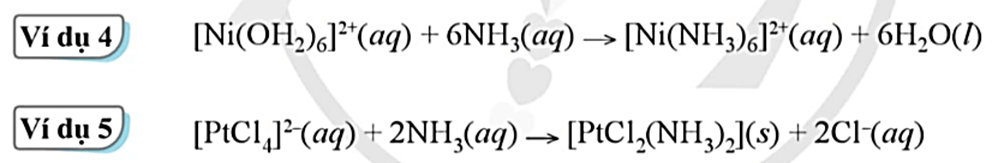 Ví dụ 4 [Ni(OH₂)₆]²⁺(aq) + 6NH₃(aq) → [Ni(NH₃)₆]²⁺(aq) + 6H₂O(l)
Ví dụ 5 [PtCl₄]²⁻(aq) + 2NH₃(aq) → [PtCl₂(NH₃)₂](s) + 2Cl⁻(aq)